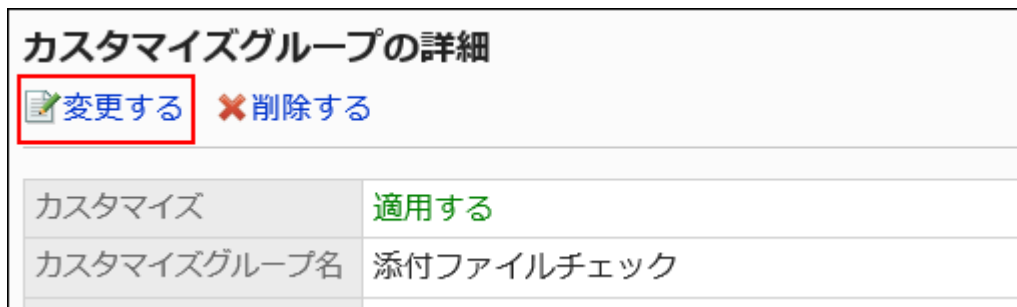 カスタマイズグループの詳細
変更する 削除する
カスタマイズ 適用する
カスタマイズグループ名 添付ファイルチェック